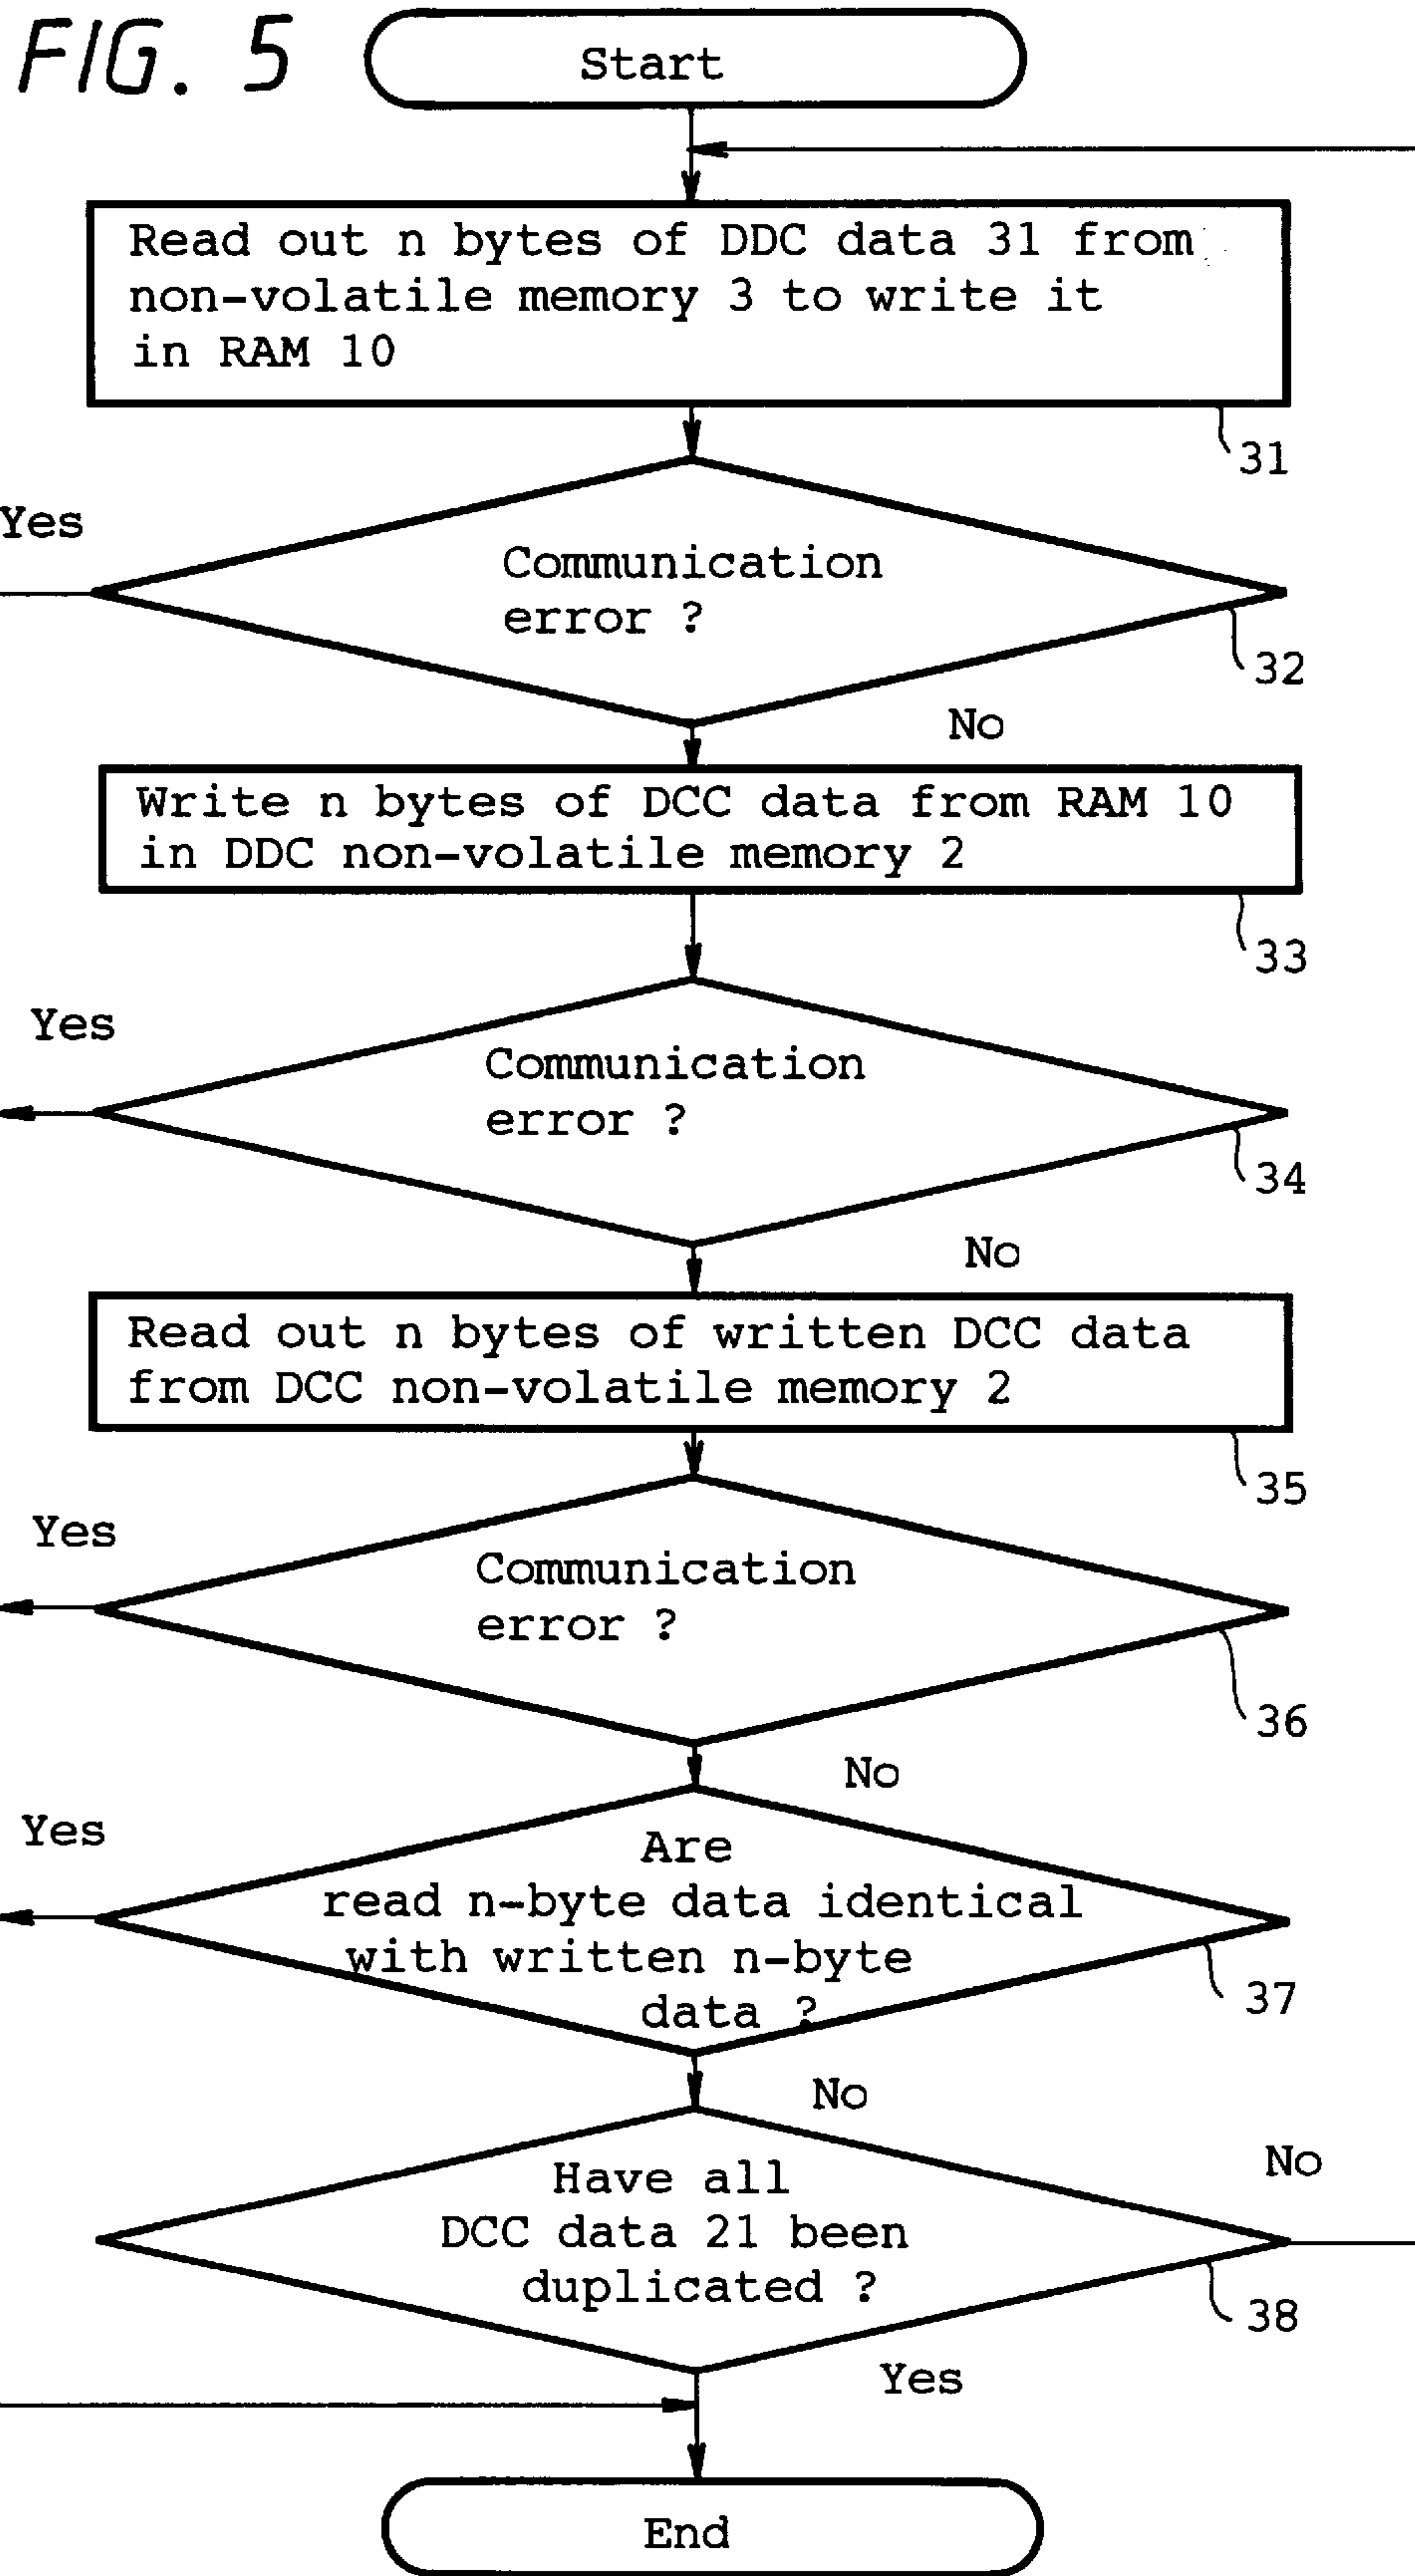 FIG. 5
Start
Read out n bytes of DDC data 31 from
non-volatile memory 3 to write it
in RAM 10
31
Yes
Communication
error ?
32
No
Write n bytes of DCC data from RAM 10
in DDC non-volatile memory 2
33
Yes
Communication
error ?
34
No
Read out n bytes of written DCC data
from DCC non-volatile memory 2
35
Yes
Communication
error ?
36
No
Yes
Are
read n-byte data identical
with written n-byte
data ?
37
No
Have all
DCC data 21 been
duplicated ?
No
38
Yes
End